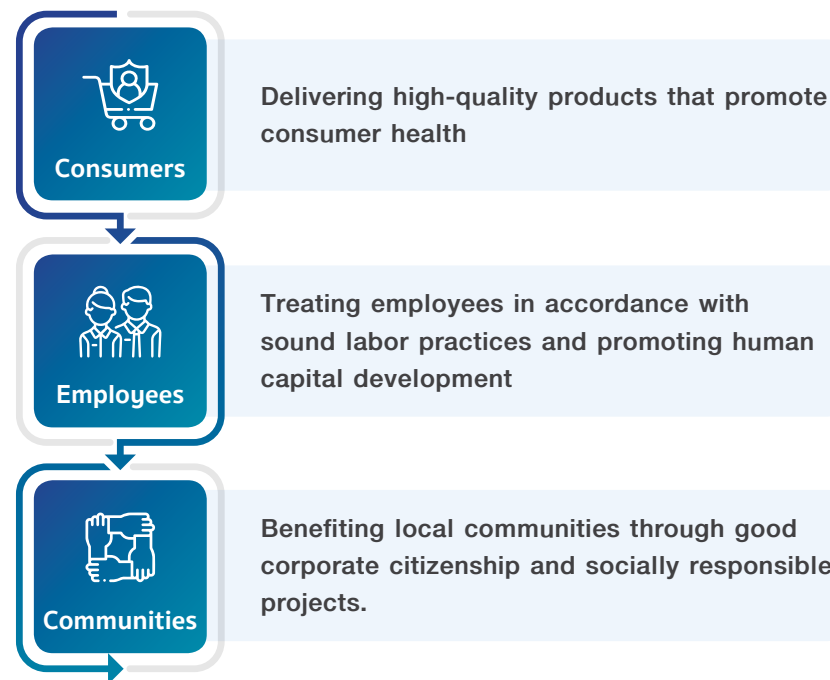 Consumers
Delivering high-quality products that promote
consumer health
Employees
Treating employees in accordance with
sound labor practices and promoting human
capital development
Communities
Benefiting local communities through good
corporate citizenship and socially responsible
projects.